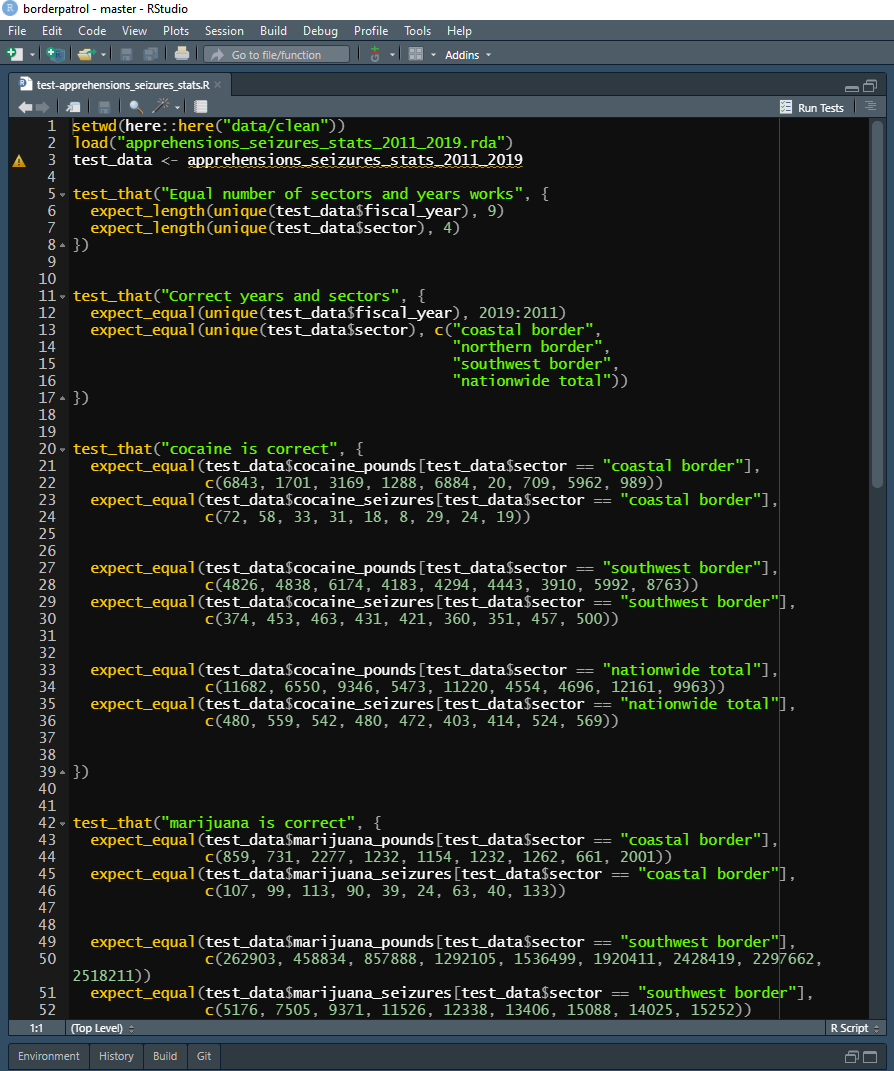 borderpatrol - master - RStudio
File Edit Code View Plots Session Build Debug Profile Tools Help
Go to file/function Addins
test-apprehensions_seizures_stats.R
Run Tests
1 setwd(here::here("data/clean"))
2 load("apprehensions_seizures_stats_2011_2019.rda")
3 test_data <- apprehensions_seizures_stats_2011_2019
4
5 test_that("Equal number of sectors and years works", {
6   expect_length(unique(test_data$fiscal_year), 9)
7   expect_length(unique(test_data$sector), 4)
8 })
9
10
11 test_that("Correct years and sectors", {
12   expect_equal(unique(test_data$fiscal_year), 2019:2011)
13   expect_equal(unique(test_data$sector), c("coastal border",
14                                            "northern border",
15                                            "southwest border",
16                                            "nationwide total"))
17 })
18
19
20 test_that("cocaine is correct", {
21   expect_equal(test_data$cocaine_pounds[test_data$sector == "coastal border"],
22                c(6843, 1701, 3169, 1288, 6884, 20, 709, 5962, 989))
23   expect_equal(test_data$cocaine_seizures[test_data$sector == "coastal border"],
24                c(72, 58, 33, 31, 18, 8, 29, 24, 19))
25
26
27   expect_equal(test_data$cocaine_pounds[test_data$sector == "southwest border"],
28                c(4826, 4838, 6174, 4183, 4294, 4443, 3910, 5992, 8763))
29   expect_equal(test_data$cocaine_seizures[test_data$sector == "southwest border"],
30                c(374, 453, 463, 431, 421, 360, 351, 457, 500))
31
32
33   expect_equal(test_data$cocaine_pounds[test_data$sector == "nationwide total"],
34                c(11682, 6550, 9346, 5473, 11220, 4554, 4696, 12161, 9963))
35   expect_equal(test_data$cocaine_seizures[test_data$sector == "nationwide total"],
36                c(480, 559, 542, 480, 472, 403, 414, 524, 569))
37
38
39 })
40
41
42 test_that("marijuana is correct", {
43   expect_equal(test_data$marijuana_pounds[test_data$sector == "coastal border"],
44                c(859, 731, 2277, 1232, 1154, 1232, 1262, 661, 2001))
45   expect_equal(test_data$marijuana_seizures[test_data$sector == "coastal border"],
46                c(107, 99, 113, 90, 39, 24, 63, 40, 133))
47
48
49   expect_equal(test_data$marijuana_pounds[test_data$sector == "southwest border"],
50                c(262903, 458834, 857888, 1292105, 1536499, 1920411, 2428419, 2297662,
2518211))
51   expect_equal(test_data$marijuana_seizures[test_data$sector == "southwest border"],
52                c(5176, 7505, 9371, 11526, 12338, 13406, 15088, 14025, 15252))
1:1 (Top Level) R Script
Environment History Build Git